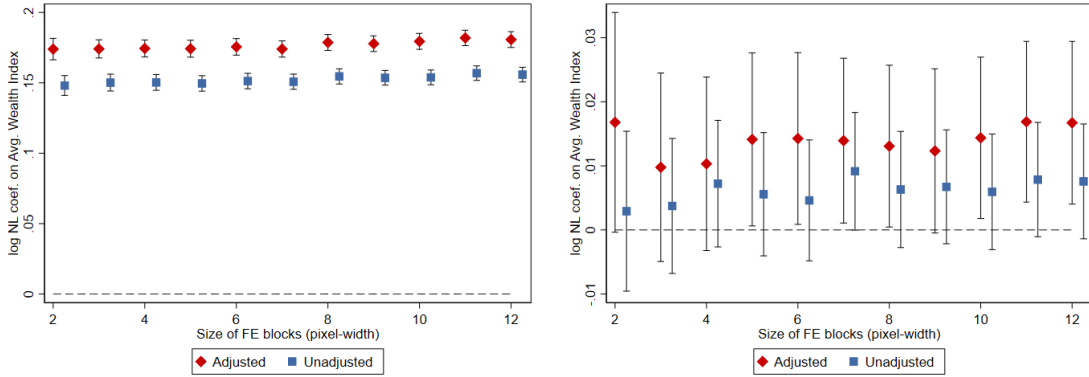 log NL coef. on Avg. Wealth Index
.2
.15
.1
.05
0
2 4 6 8 10 12
Size of FE blocks (pixel-width)
Adjusted Unadjusted
log NL coef. on Avg. Wealth Index
.03
.02
.01
0
-.01
2 4 6 8 10 12
Size of FE blocks (pixel-width)
Adjusted Unadjusted